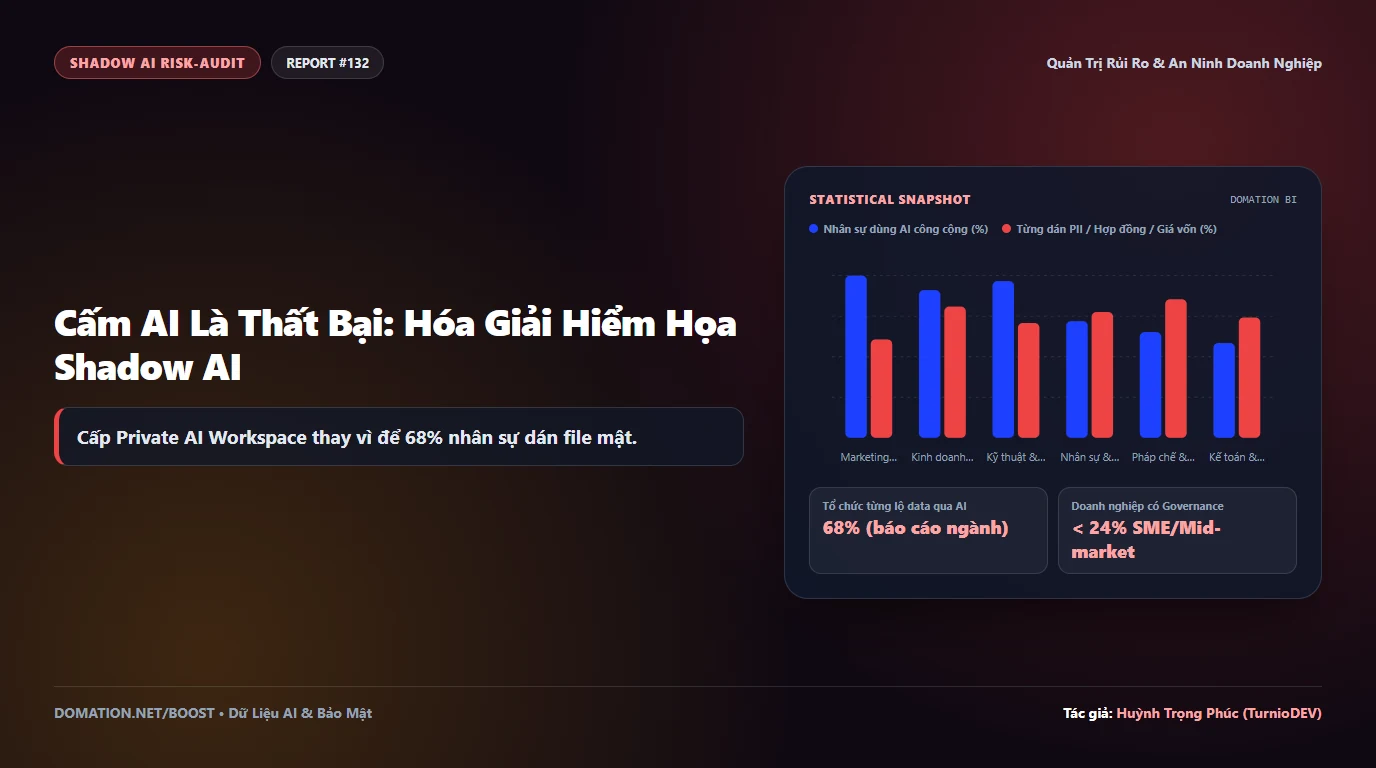 SHADOW AI RISK-AUDIT
REPORT #132
Quản Trị Rủi Ro & An Ninh Doanh Nghiệp
Cấm AI Là Thất Bại: Hóa Giải Hiểm Họa
Shadow AI
Cấp Private AI Workspace thay vì để 68% nhân sự dán file mật.
STATISTICAL SNAPSHOT
DOMATION BI
Nhân sự dùng AI công cộng (%)
Từng dán PII / Hợp đồng / Giá vốn (%)
Marketing...
Kinh doanh...
Kỹ thuật &...
Nhân sự &...
Pháp chế &...
Kế toán &...
Tổ chức từng lộ data qua AI
68% (báo cáo ngành)
Doanh nghiệp có Governance
< 24% SME/Mid-
market
DOMATION.NET/BOOST • Dữ Liệu AI & Bảo Mật
Tác giả: Huỳnh Trọng Phúc (TurnioDEV)